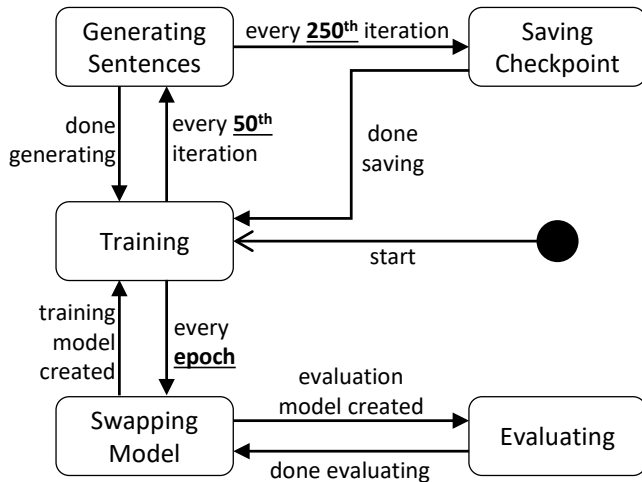 Generating
Sentences
every 250th iteration
Saving
Checkpoint
done
generating
every 50th
iteration
done
saving
Training
start
training
model
created
every
epoch
evaluation
model created
Swapping
Model
Evaluating
done evaluating